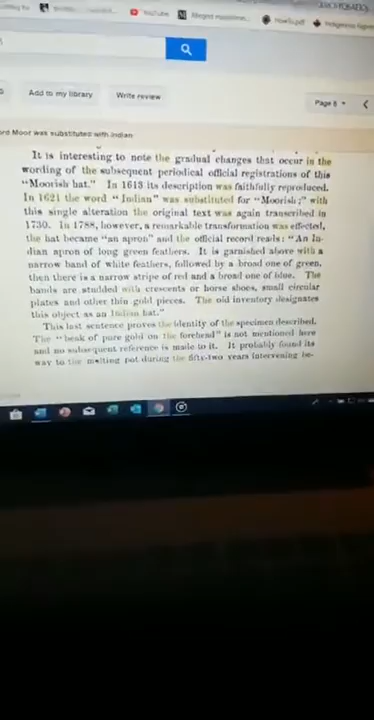 YouTube
Add to my library
Write review
Page 8
ord Moor was substituted with indian
It is interesting to note the gradual changes that occur in the
wording of the subsequent periodical official registrations of this
"Moorish hat." In 1613 its description was faithfully reproduced.
In 1621 the word "Indian" was substituted for "Moorish;" with
this single alteration the original text was again transcribed in
1730. In 1788, however, a remarkable transformation was effected,
the hat became "an apron" and the official record reads: "An In-
dian apron of long green feathers. It is garnished above with a
narrow band of white feathers, followed by a broad one of green,
then there is a narrow stripe of red and a broad one of blue. The
bands are studded with crescents or horse shoes, small circular
plates and other thin gold pieces. The old inventory designates
this object as an Indian hat."
This last sentence proves the identity of the specimen described.
The "beak of pure gold on the forehead" is not mentioned here
and no subsequent reference is made to it. It probably found its
way to the melting pot during the fifty-two years intervening be-